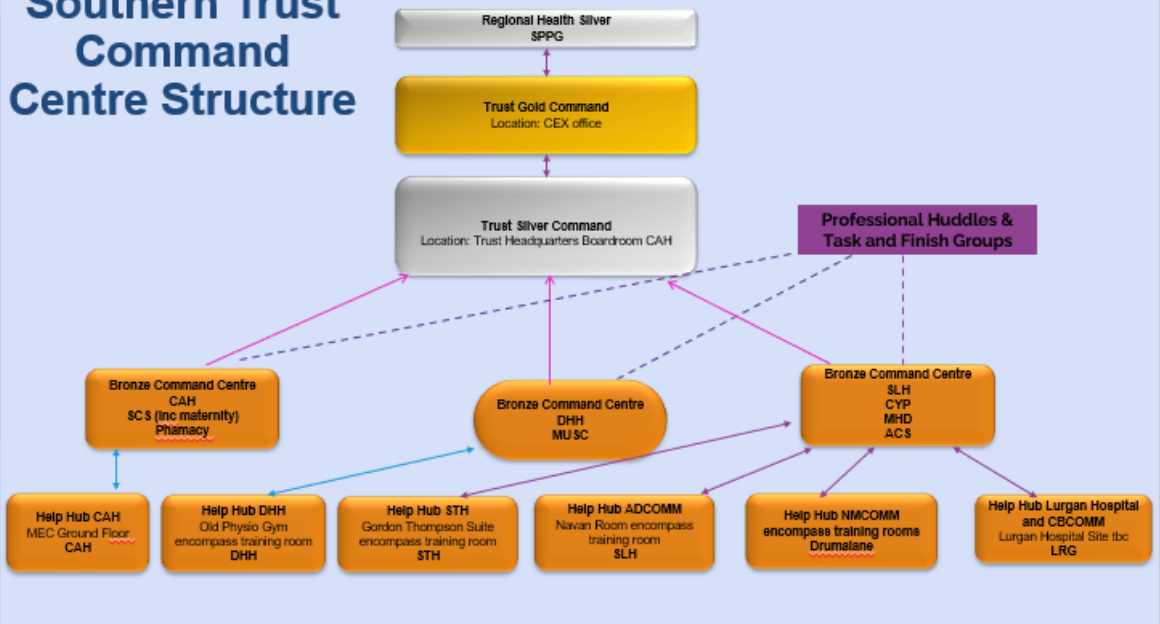 Southern Trust
Command
Centre Structure
Regional Health Silver
SPPG
Trust Gold Command
Location: CEX office
Trust Silver Command
Location: Trust Headquarters Boardroom CAH
Professional Huddles &
Task and Finish Groups
Bronze Command Centre
CAH
SCS (inc maternity)
Phamacy
Bronze Command Centre
DHH
MUSC
Bronze Command Centre
SLH
CYP
MHD
ACS
Help Hub CAH
MEC Ground Floor
CAH
Help Hub DHH
Old Physio Gym
encompass training room
DHH
Help Hub STH
Gordon Thompson Suite
encompass training room
STH
Help Hub ADCOMM
Navan Room encompass
training room
SLH
Help Hub NMCOMM
encompass training rooms
Drumalane
Help Hub Lurgan Hospital
and CBCOMM
Lurgan Hospital Site tbc
LRG